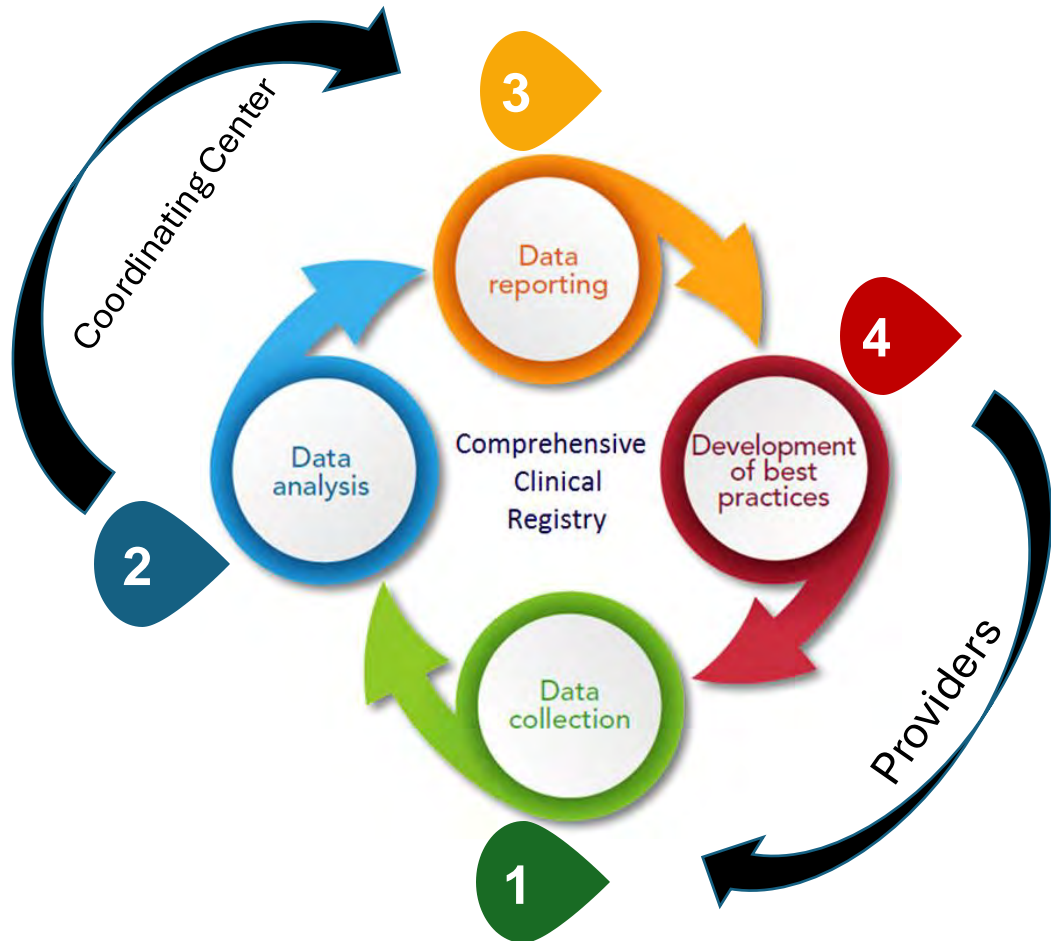 Coordinating Center
3
Data
reporting
4
Data
analysis
Comprehensive
Clinical
Registry
Development
of best
practices
2
Data
collection
Providers
1